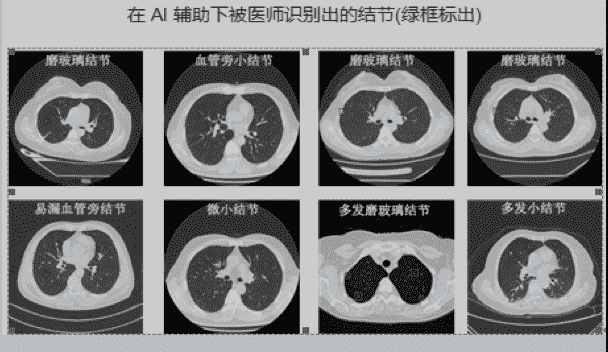 在 AI 辅助下被医师识别出的结节(绿框标出)
磨玻璃结节
血管旁小结节
磨玻璃结节
磨玻璃结节
易漏血管旁结节
微小结节
多发磨玻璃结节
多发小结节